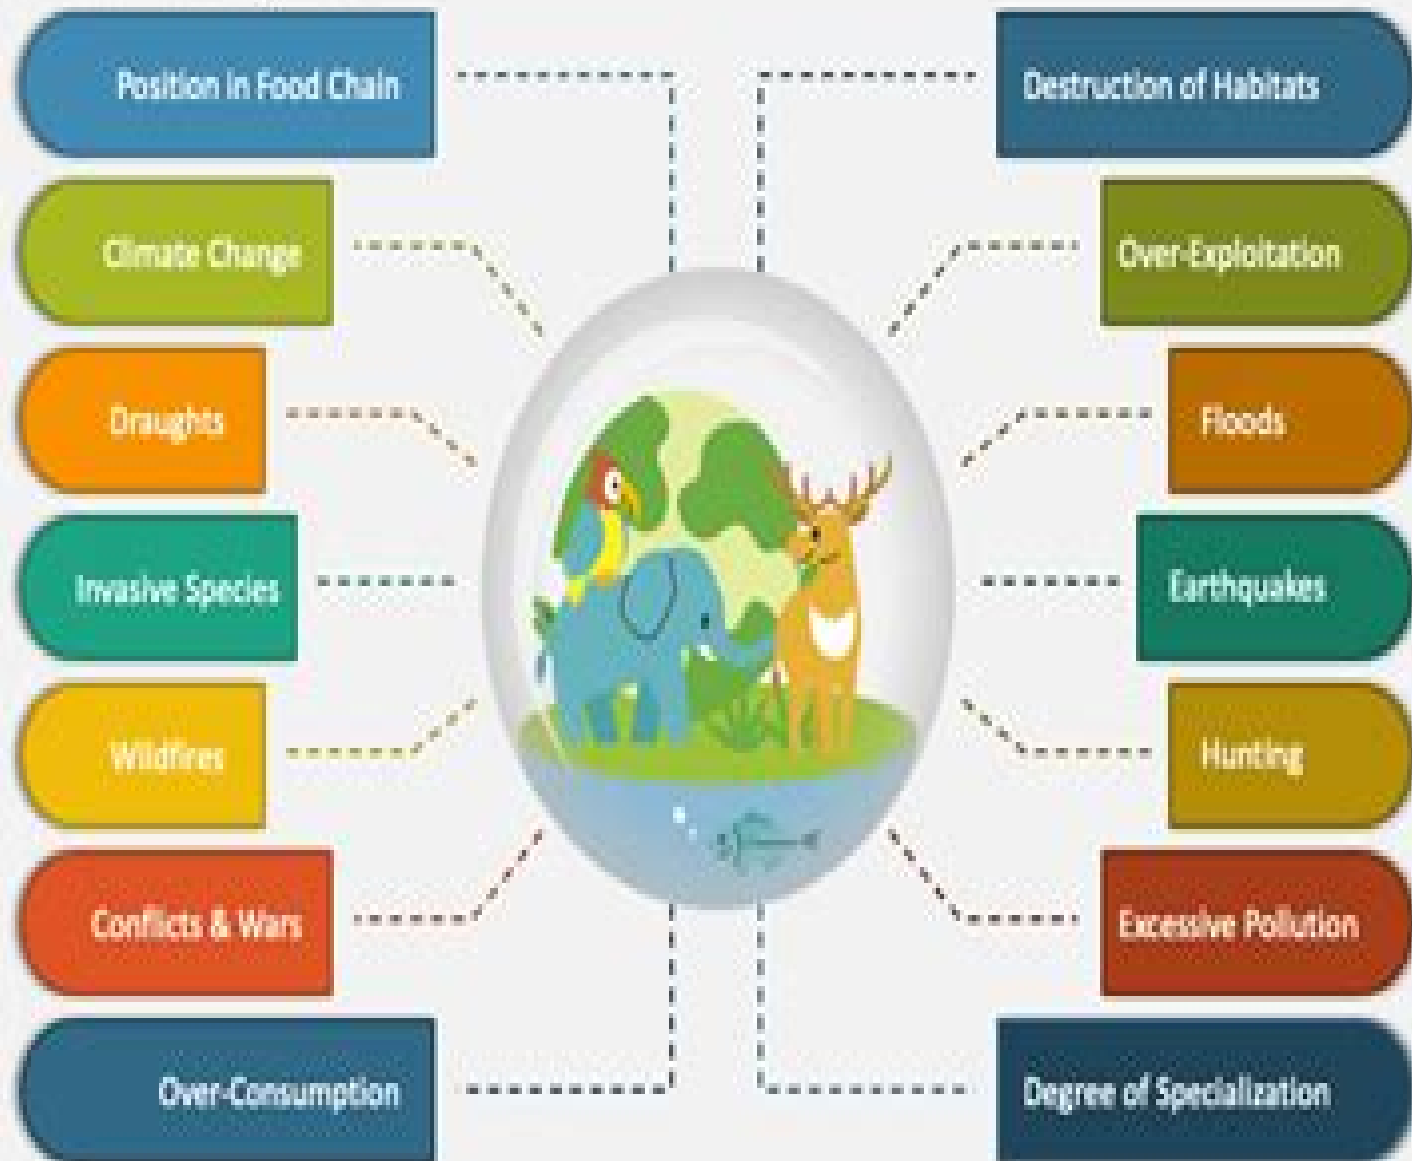 Position in Food Chain
Destruction of Habitats
Climate Change
Over-Exploitation
Draughts
Floods
Invasive Species
Earthquakes
Wildfires
Hunting
Conflicts & Wars
Excessive Pollution
Over-Consumption
Degree of Specialization